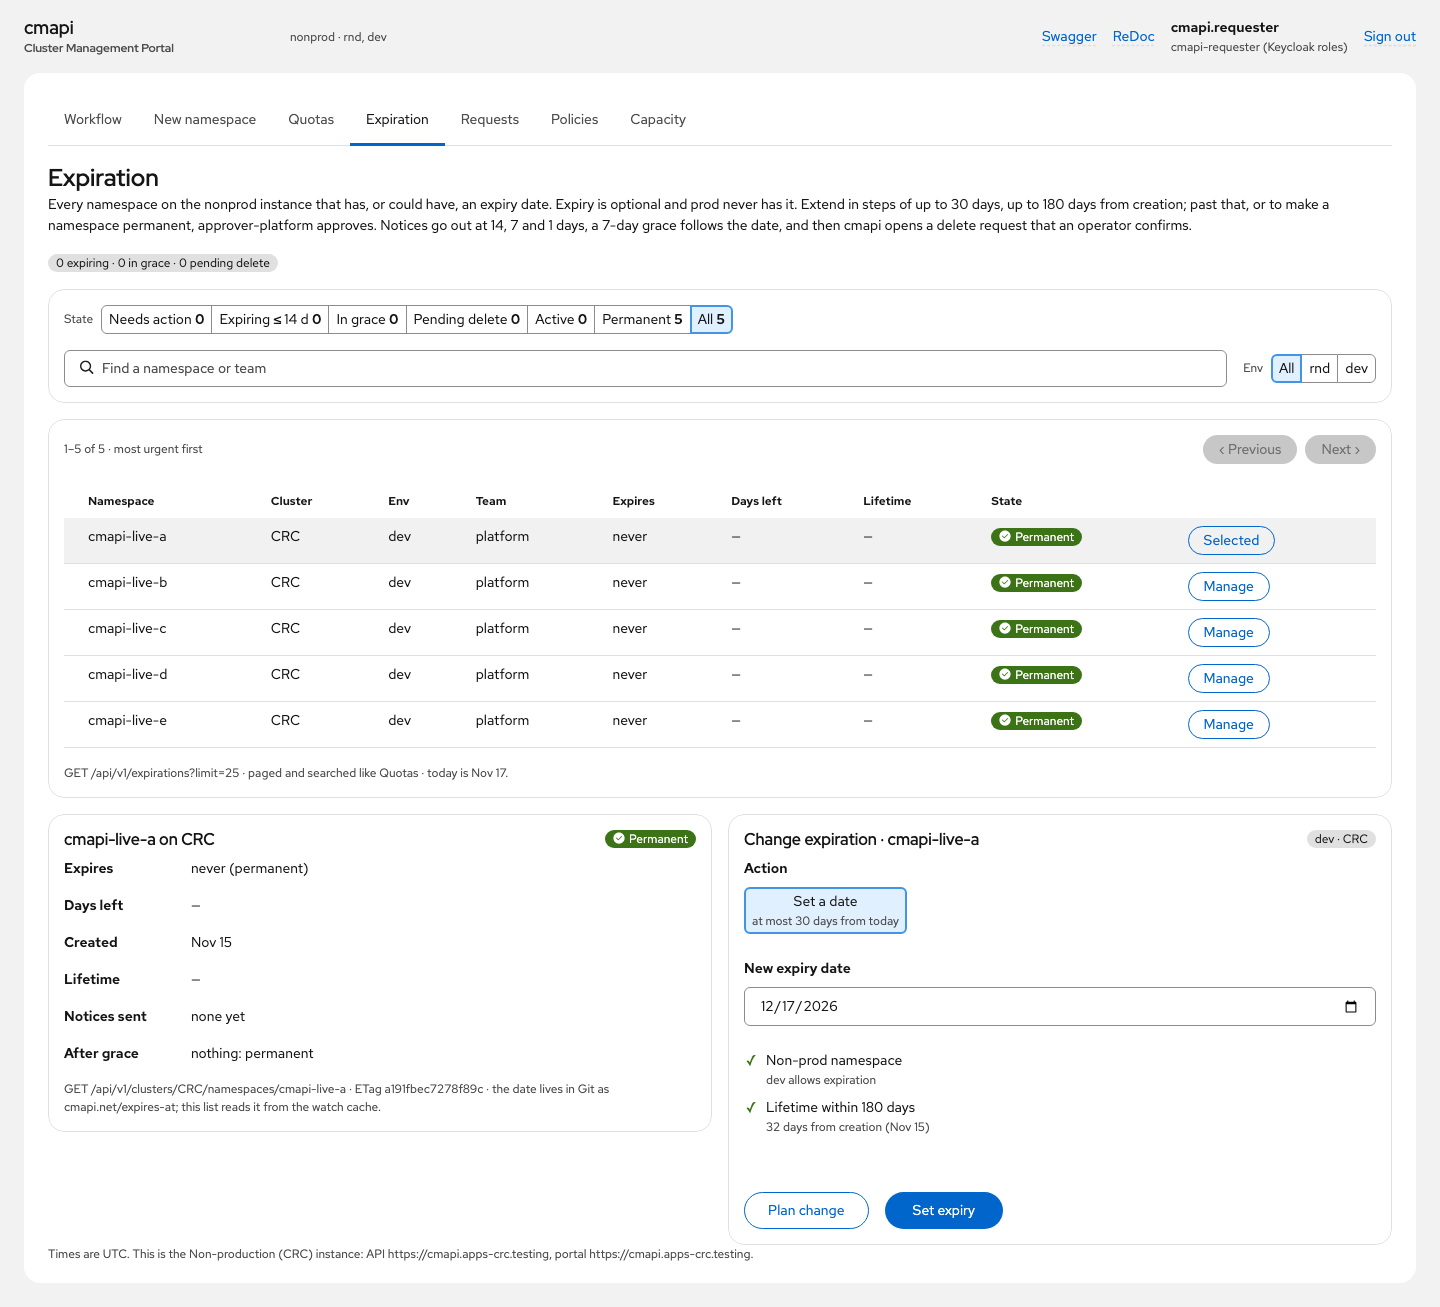 cmapi
Cluster Management Portal
nonprod · rnd, dev
Swagger
ReDoc
cmapi.requester
cmapi-requester (Keycloak roles)
Sign out
Workflow
New namespace
Quotas
Expiration
Requests
Policies
Capacity
Expiration
Every namespace on the nonprod instance that has, or could have, an expiry date. Expiry is optional and prod never has it. Extend in steps of up to 30 days, up to 180 days from creation; past that, or to make a
namespace permanent, approver-platform approves. Notices go out at 14, 7 and 1 days, a 7-day grace follows the date, and then cmapi opens a delete request that an operator confirms.
0 expiring · 0 in grace · 0 pending delete
State
Needs action 0
Expiring ≤ 14 d 0
In grace 0
Pending delete 0
Active 0
Permanent 5
All 5
Find a namespace or team
Env
All
rnd
dev
1–5 of 5 · most urgent first
‹ Previous
Next ›
Namespace Cluster Env Team Expires Days left Lifetime State
cmapi-live-a CRC dev platform never – – Permanent Selected
cmapi-live-b CRC dev platform never – – Permanent Manage
cmapi-live-c CRC dev platform never – – Permanent Manage
cmapi-live-d CRC dev platform never – – Permanent Manage
cmapi-live-e CRC dev platform never – – Permanent Manage
GET /api/v1/expirations?limit=25 · paged and searched like Quotas · today is Nov 17.
cmapi-live-a on CRC
Permanent
Expires never (permanent)
Days left –
Created Nov 15
Lifetime –
Notices sent none yet
After grace nothing: permanent
GET /api/v1/clusters/CRC/namespaces/cmapi-live-a · ETag a191fbec7278f89c · the date lives in Git as
cmapi.net/expires-at; this list reads it from the watch cache.
Change expiration · cmapi-live-a
dev · CRC
Action
Set a date
at most 30 days from today
New expiry date
12/17/2026
✓ Non-prod namespace
dev allows expiration
✓ Lifetime within 180 days
32 days from creation (Nov 15)
Plan change
Set expiry
Times are UTC. This is the Non-production (CRC) instance: API https://cmapi.apps-crc.testing, portal https://cmapi.apps-crc.testing.